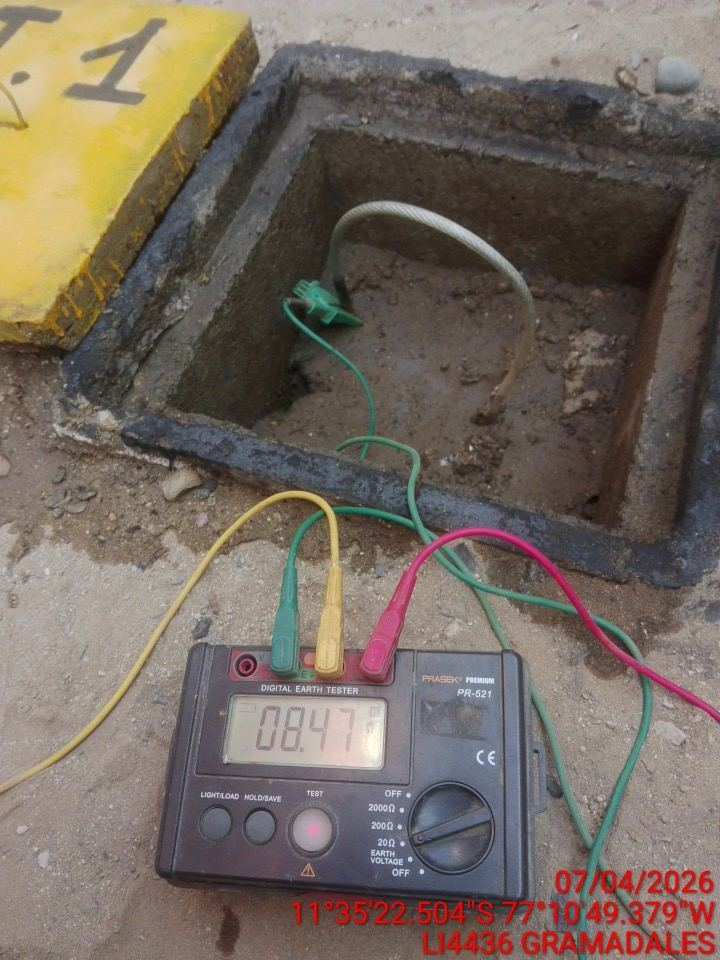 T.1
E
DIGITAL EARTH TESTER
PRASEK® PREMIUM
PR-521
08.47 Ω
CE
LIGHT/LOAD HOLD/SAVE TEST
OFF
2000Ω
200Ω
20Ω
EARTH
VOLTAGE
OFF
07/04/2026
11°35'22.504"S 77°10'49.379"W
LI4436 GRAMADALES